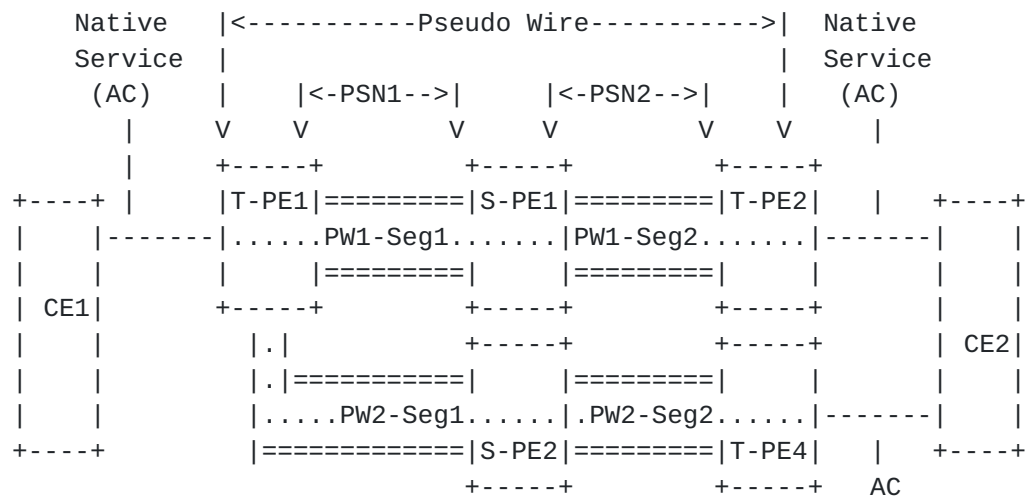 Native   |<-----------Pseudo Wire----------->|  Native
Service  |                                   |  Service
(AC)    |    |<-PSN1-->|     |<-PSN2-->|    |   (AC)
|     V    V         V     V         V    V     |
|     +-----+         +-----+         +-----+
+----+ |     |T-PE1|=========|S-PE1|=========|T-PE2|   |   +----+
|    |-------|......PW1-Seg1.......|PW1-Seg2.......|-------|    |
|    |       |     |=========|     |=========|     |       |    |
| CE1|       +-----+         +-----+         +-----+       |    |
|    |         |.|           +-----+         +-----+       | CE2|
|    |         |.|===========|     |=========|     |       |    |
|    |         |.....PW2-Seg1......|.PW2-Seg2......|-------|    |
+----+         |=============|S-PE2|=========|T-PE4|   |   +----+
+-----+         +-----+   AC